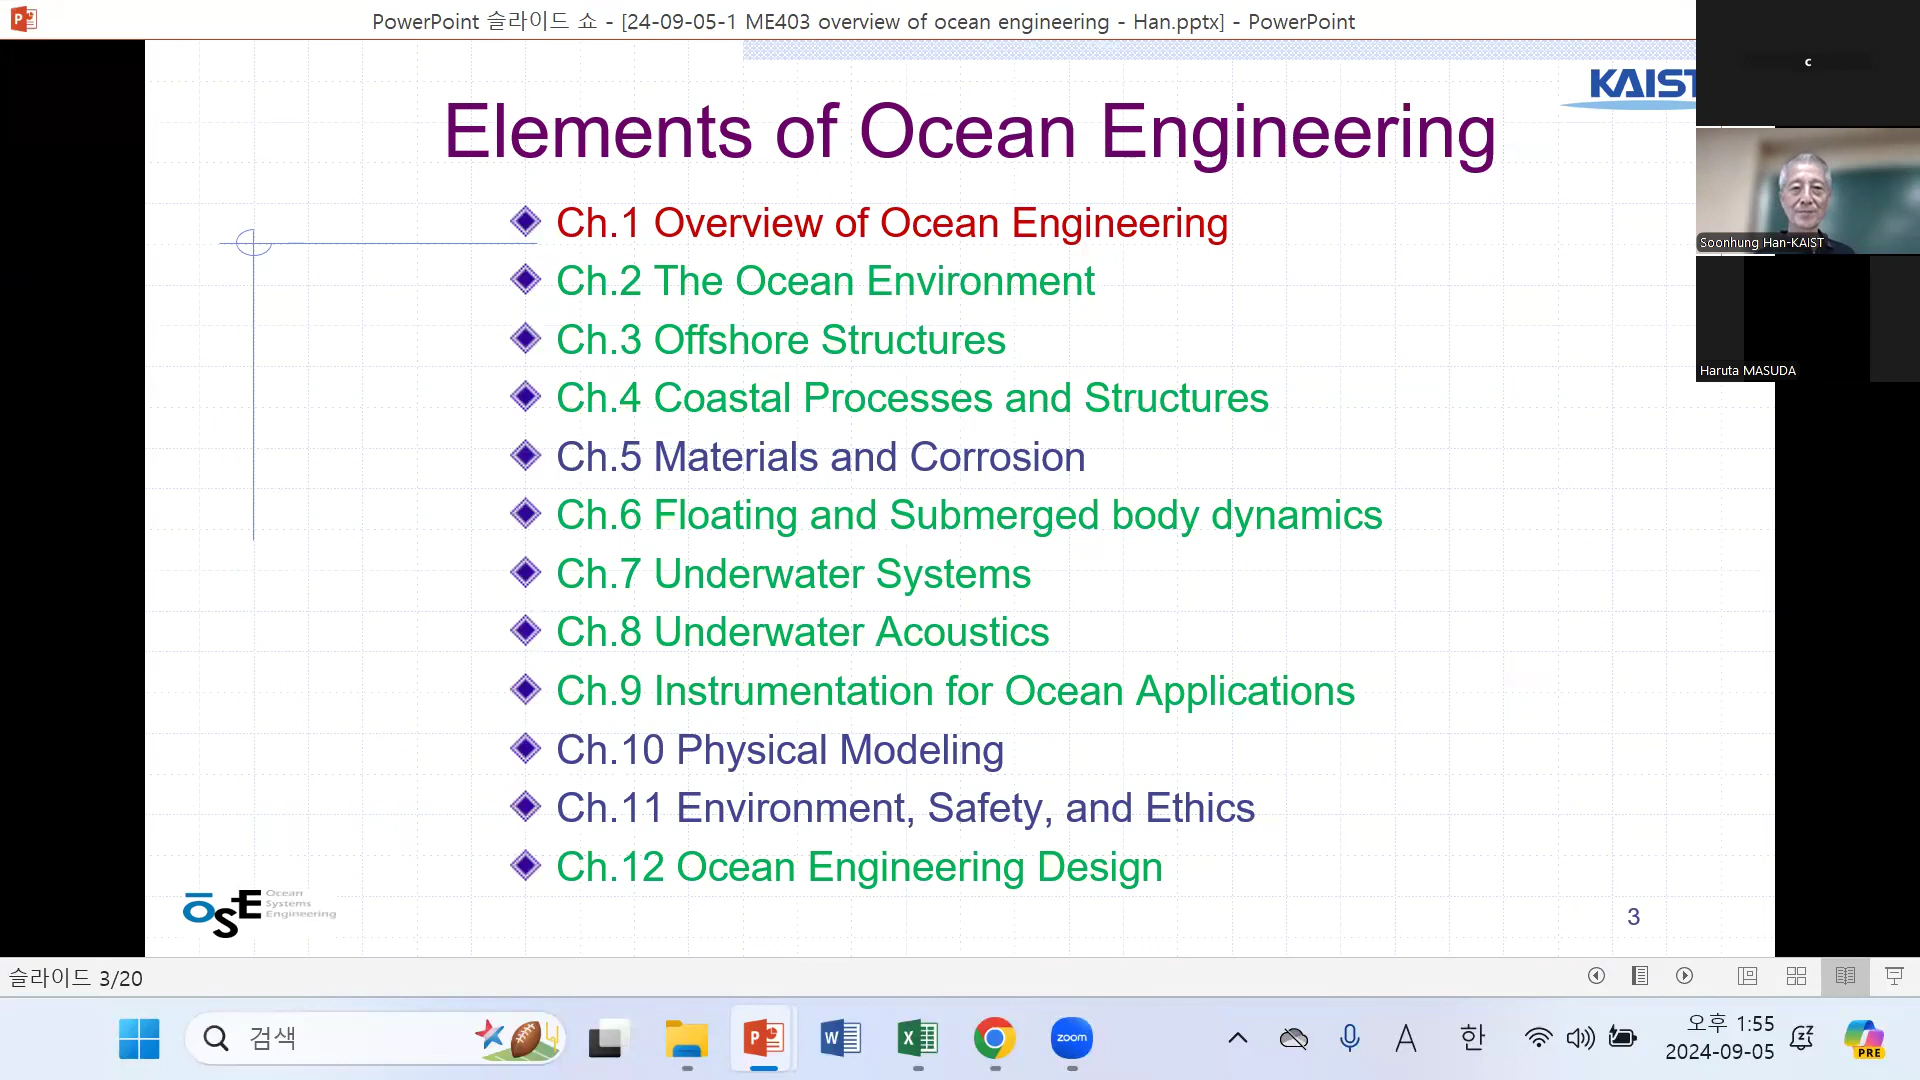 PowerPoint 슬라이드 쇼 - [24-09-05-1 ME403 overview of ocean engineering - Han.pptx] - PowerPoint
KAIST
c
Elements of Ocean Engineering
Soonhung Han-KAIST
Haruta MASUDA
Ch.1 Overview of Ocean Engineering
Ch.2 The Ocean Environment
Ch.3 Offshore Structures
Ch.4 Coastal Processes and Structures
Ch.5 Materials and Corrosion
Ch.6 Floating and Submerged body dynamics
Ch.7 Underwater Systems
Ch.8 Underwater Acoustics
Ch.9 Instrumentation for Ocean Applications
Ch.10 Physical Modeling
Ch.11 Environment, Safety, and Ethics
Ch.12 Ocean Engineering Design
OSE
Ocean
Systems
Engineering
3
슬라이드 3/20
검색
zoom
A
한
오후 1:55
2024-09-05
PRE